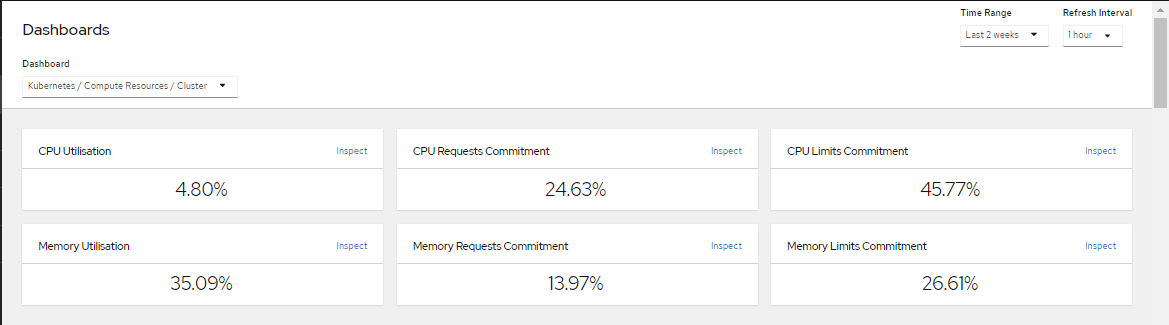 Dashboards
Time Range
Refresh Interval
Last 2 weeks
1 hour
Dashboard
Kubernetes / Compute Resources / Cluster
CPU Utilisation Inspect
4.80%
CPU Requests Commitment Inspect
24.63%
CPU Limits Commitment Inspect
45.77%
Memory Utilisation Inspect
35.09%
Memory Requests Commitment Inspect
13.97%
Memory Limits Commitment Inspect
26.61%